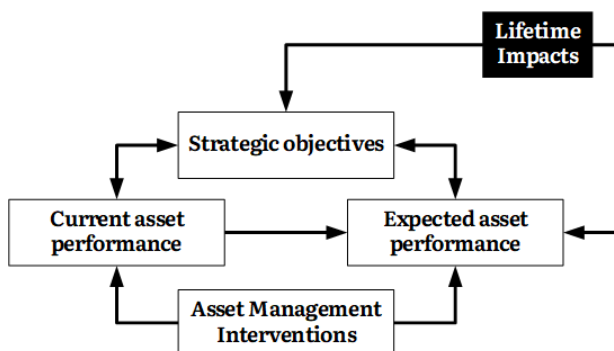 Lifetime
Impacts
Strategic objectives
Current asset
performance
Expected asset
performance
Asset Management
Interventions